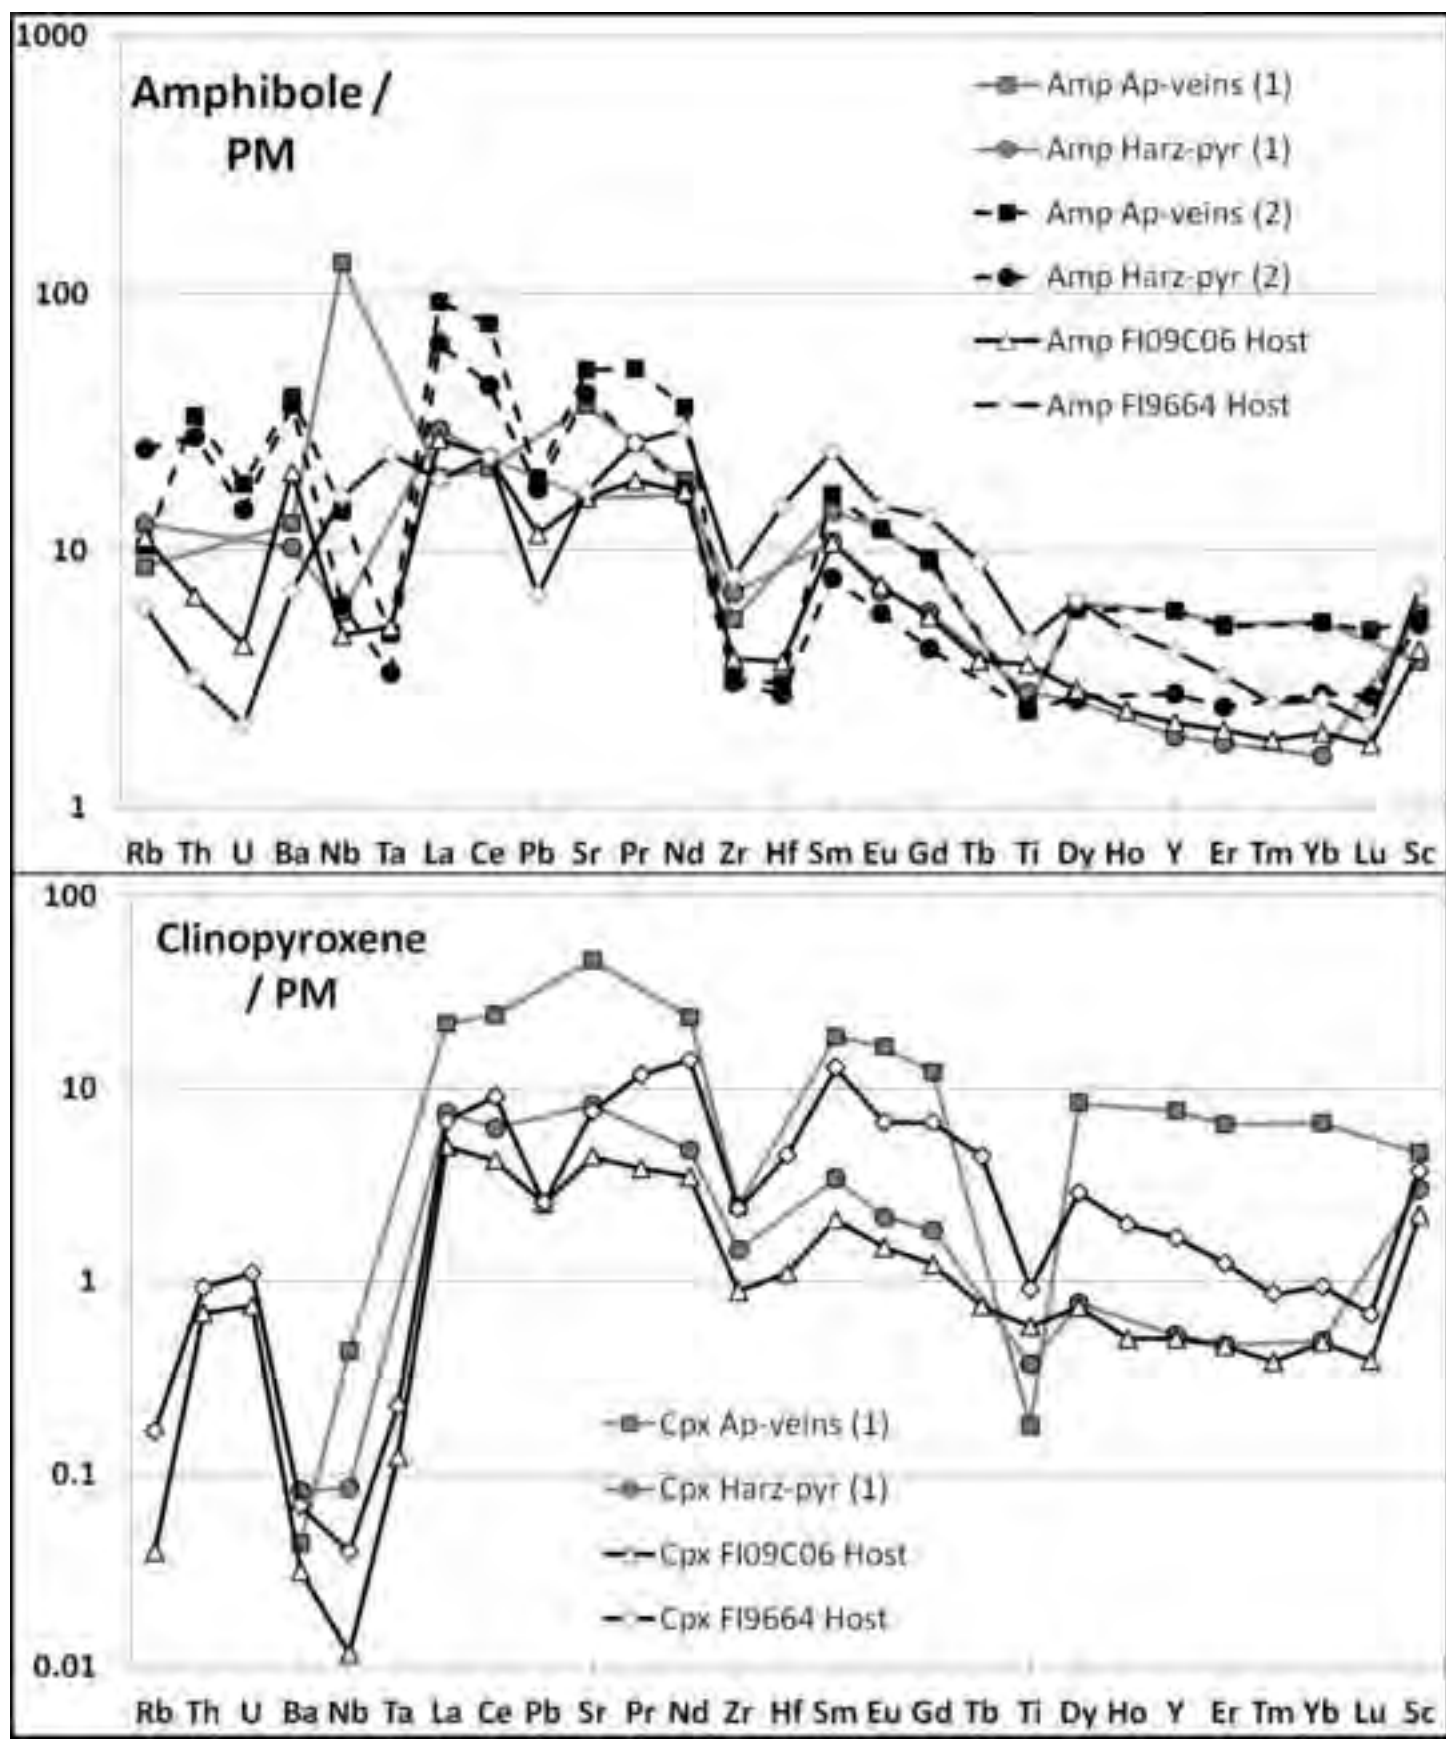 1000
Amphibole /
PM
Amp Ap-veins (1)
Amp Harz-pyr (1)
Amp Ap-veins (2)
Amp Harz-pyr (2)
Amp FI09C06 Host
Amp FI9664 Host
100
10
1
Rb Th U Ba Nb Ta La Ce Pb Sr Pr Nd Zr Hf Sm Eu Gd Tb Ti Dy Ho Y Er Tm Yb Lu Sc
100
Clinopyroxene
/ PM
10
1
0.1
Cpx Ap-veins (1)
Cpx Harz-pyr (1)
Cpx FI09C06 Host
Cpx FI9664 Host
0.01
Rb Th U Ba Nb Ta La Ce Pb Sr Pr Nd Zr Hf Sm Eu Gd Tb Ti Dy Ho Y Er Tm Yb Lu Sc